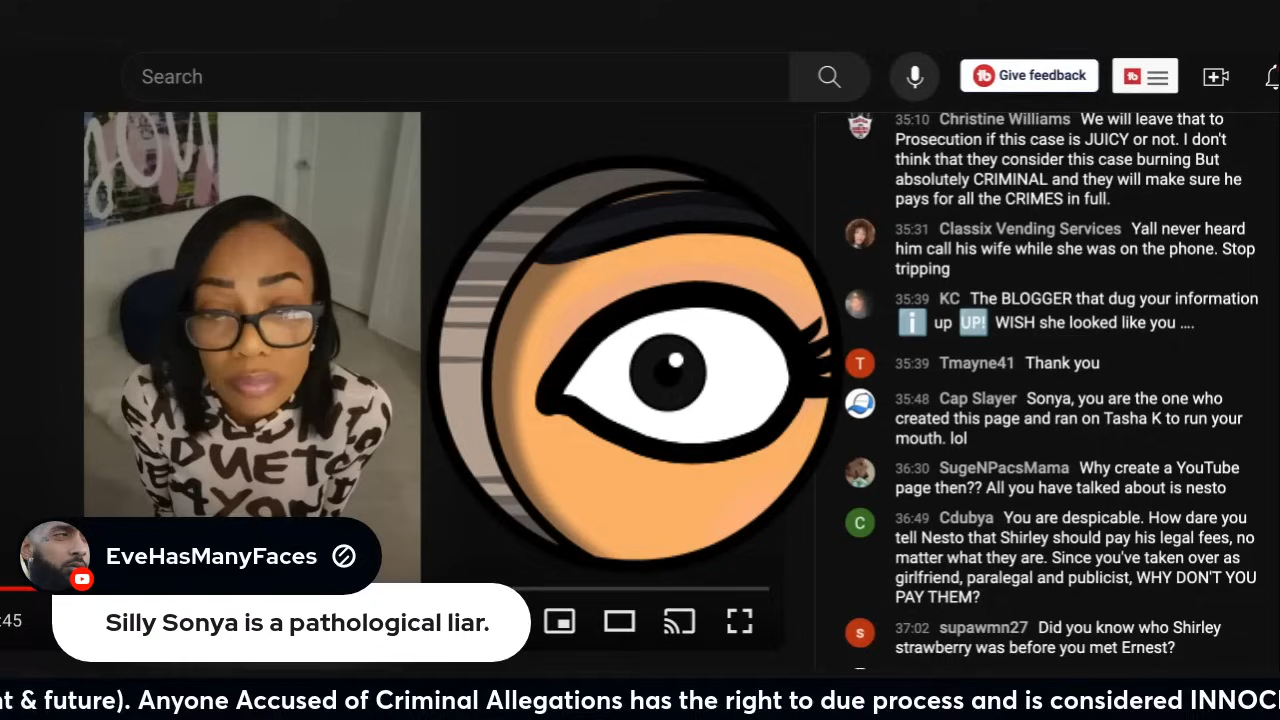 Search
Give feedback
35:10 Christine Williams We will leave that to
Prosecution if this case is JUICY or not. I don't
think that they consider this case burning But
absolutely CRIMINAL and they will make sure he
pays for all the CRIMES in full.
35:31 Classix Vending Services Yall never heard
him call his wife while she was on the phone. Stop
tripping
35:39 KC The BLOGGER that dug your information
ℹ️ up 🆙 WISH she looked like you ....
35:39 Tmayne41 Thank you
35:48 Cap Slayer Sonya, you are the one who
created this page and ran on Tasha K to run your
mouth. lol
36:30 SugeNPacsMama Why create a YouTube
page then?? All you have talked about is nesto
36:49 Cdubya You are despicable. How dare you
tell Nesto that Shirley should pay his legal fees, no
matter what they are. Since you've taken over as
girlfriend, paralegal and publicist, WHY DON'T YOU
PAY THEM?
37:02 supawmn27 Did you know who Shirley
strawberry was before you met Ernest?
you
DUET
EveHasManyFaces
Silly Sonya is a pathological liar.
:45
t & future). Anyone Accused of Criminal Allegations has the right to due process and is considered INNOC